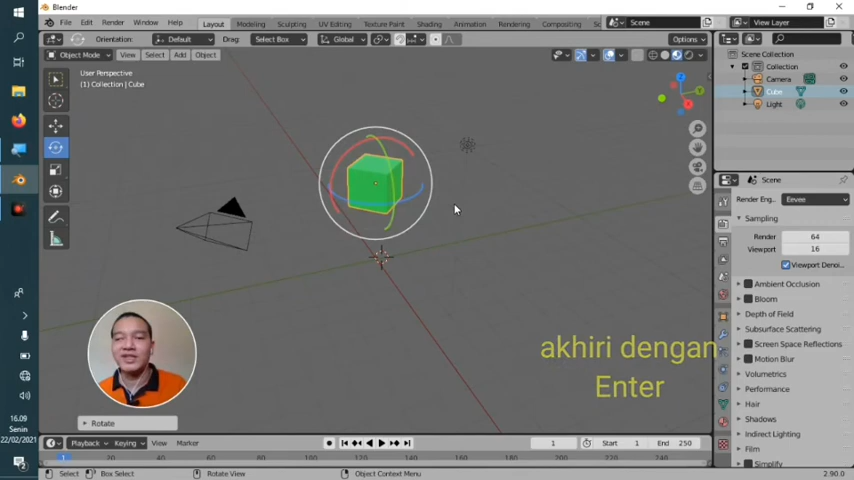 Blender
File Edit Render Window Help Layout Modeling Sculpting UV Editing Texture Paint Shading Animation Rendering Compositing Scene View Layer
Orientation: Default Drag: Select Box Global Options
Object Mode View Select Add Object
User Perspective
(1) Collection | Cube
Scene Collection
Collection
Camera
Cube
Light
Scene
Render Eng... Eevee
Sampling
Render 64
Viewport 16
Viewport Denoi...
Ambient Occlusion
Bloom
Depth of Field
Subsurface Scattering
Screen Space Reflections
Motion Blur
Volumetrics
Performance
Hair
Shadows
Indirect Lighting
Film
Simplify
akhiri dengan
Enter
Rotate
Playback Keying View Marker 1 Start 1 End 250
1
Select Box Select Rotate View Object Context Menu 2.90.0
16.09
Senin
22/02/2021
2